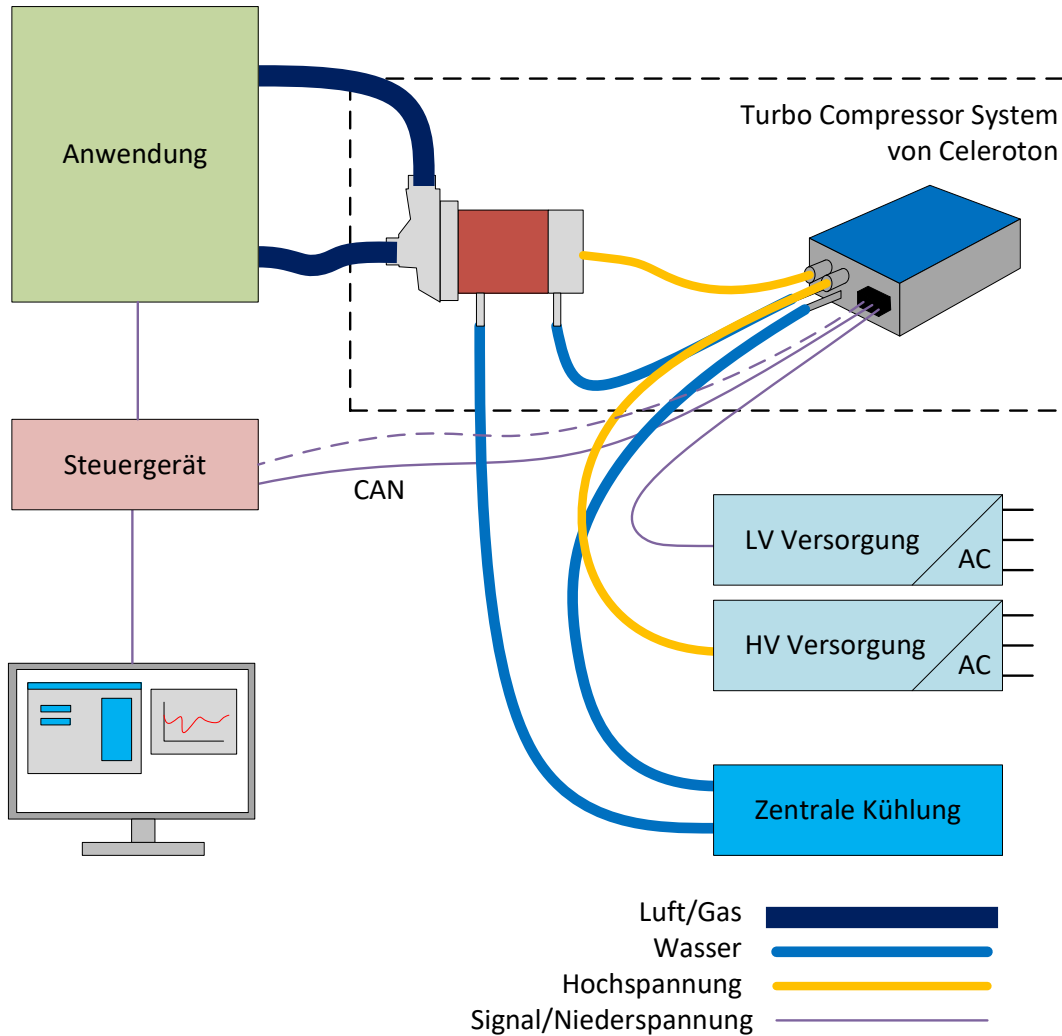 Anwendung
Turbo Compressor System
von Celeroton
Steuergerät
CAN
LV Versorgung
AC
HV Versorgung
AC
Zentrale Kühlung
Luft/Gas
Wasser
Hochspannung
Signal/Niederspannung